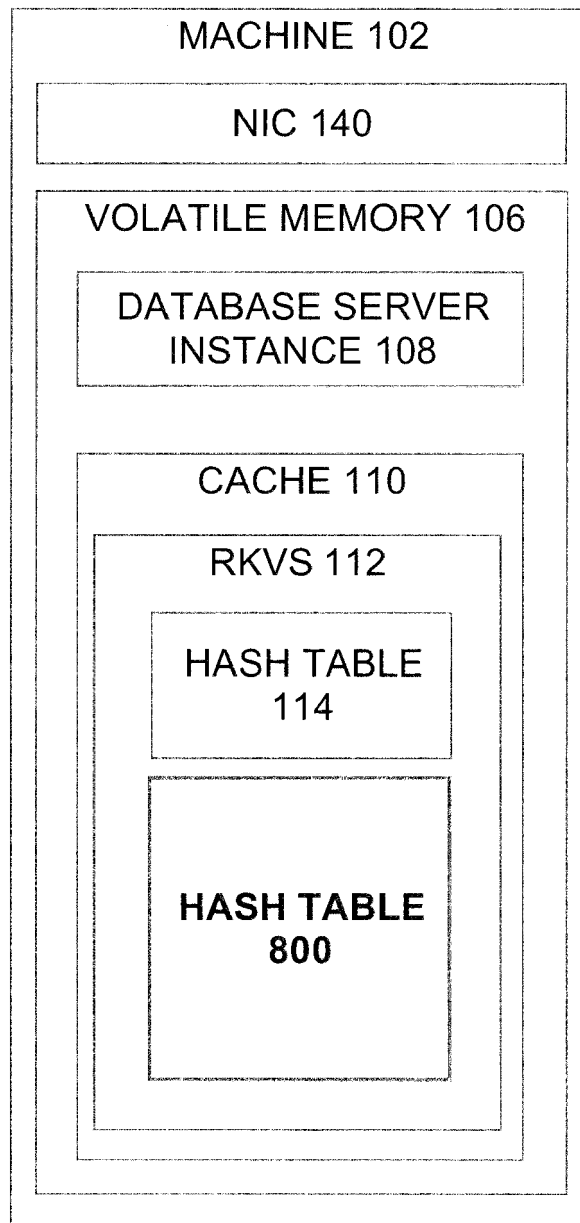 MACHINE 102
NIC 140
VOLATILE MEMORY 106
DATABASE SERVER
INSTANCE 108
CACHE 110
RKVS 112
HASH TABLE
114
HASH TABLE
800